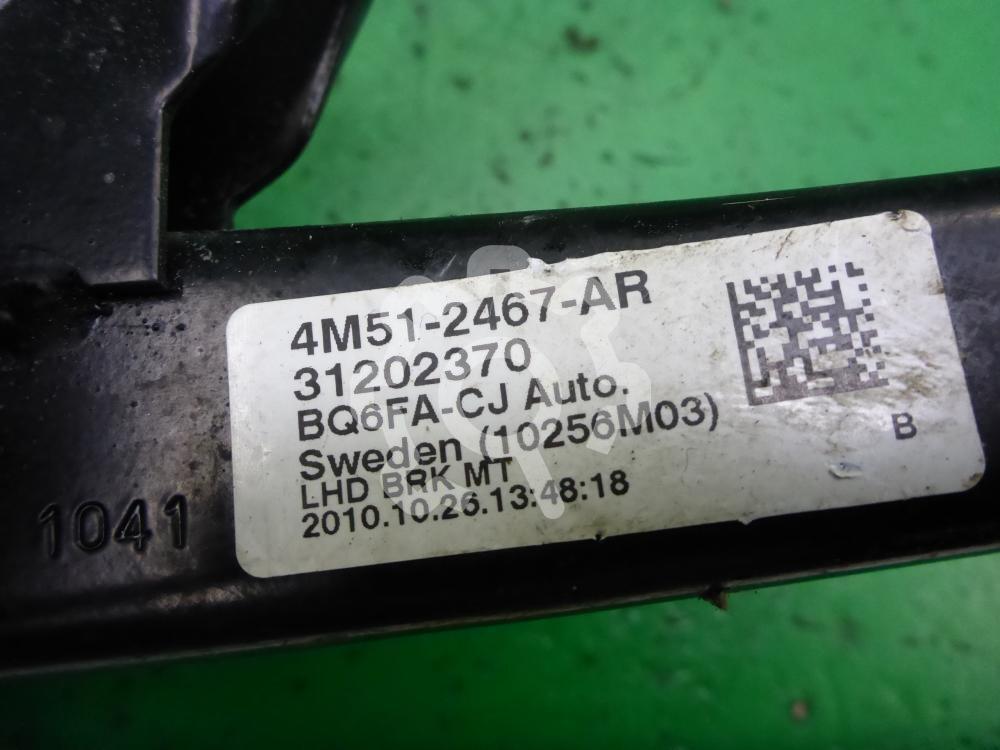 4M51-2467-AR
31202370
BQ6FA-CJ Auto.
Sweden (10256M03)
LHD BRK MT
2010.10.26.13:48:18
B
1041